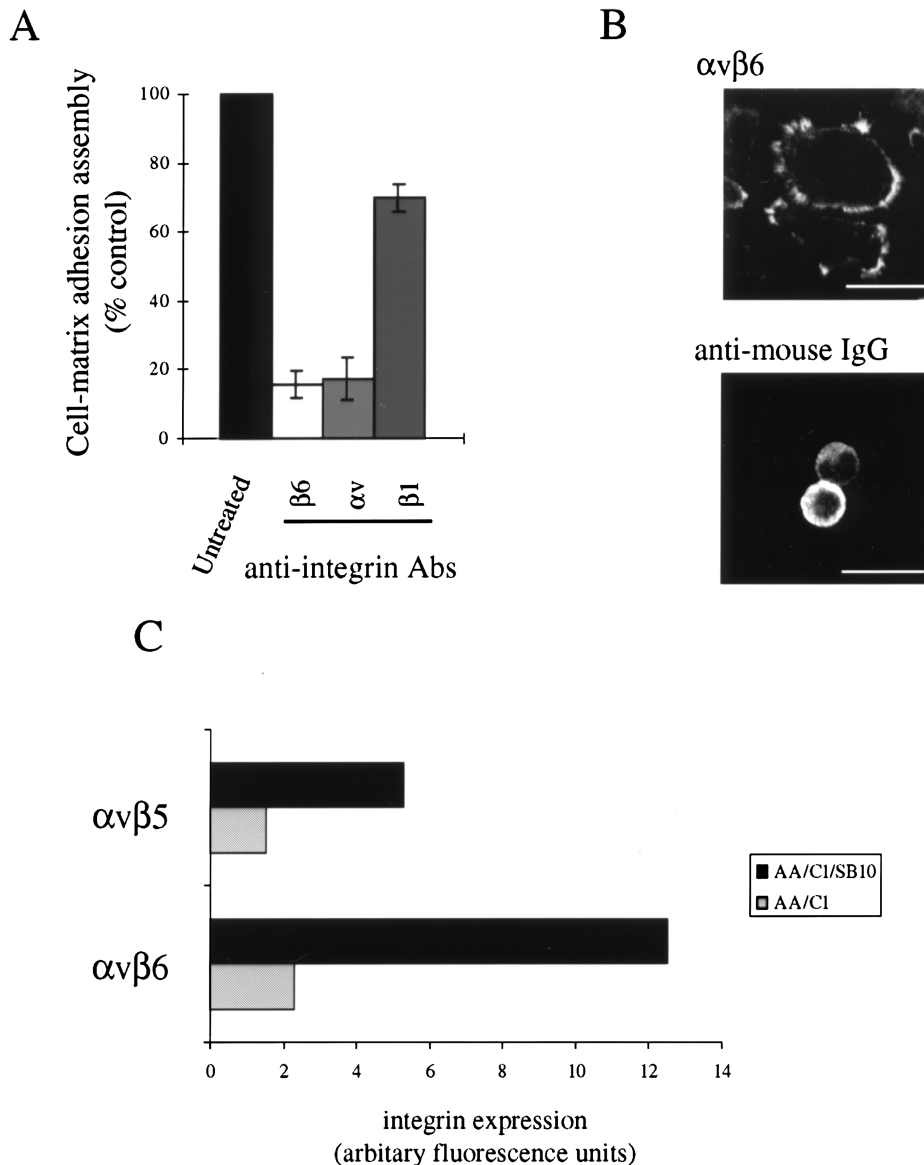 A
Cell-matrix adhesion assembly
(% control)
100
80
60
40
20
0
Untreated
β6
αv
β1
anti-integrin Abs
B
αvβ6
anti-mouse IgG
C
αvβ5
αvβ6
AA/C1/SB10
AA/C1
0 2 4 6 8 10 12 14
integrin expression
(arbitary fluorescence units)